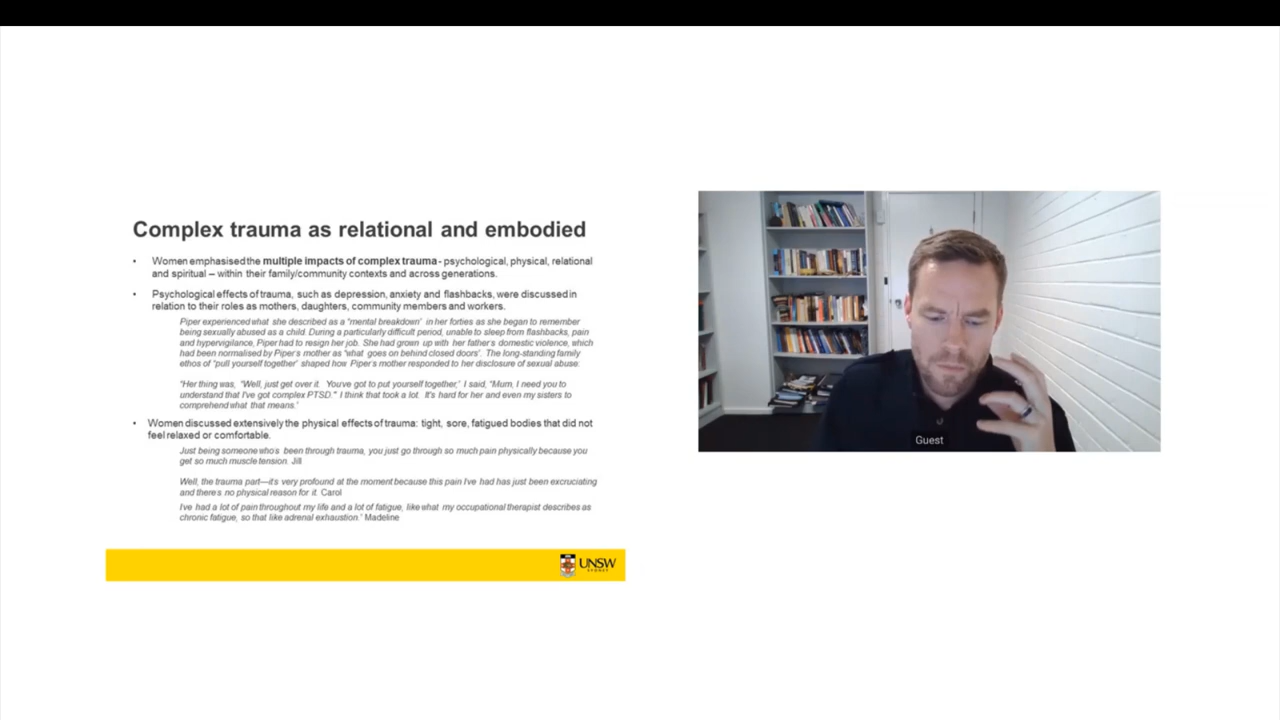 Complex trauma as relational and embodied
• Women emphasised the multiple impacts of complex trauma - psychological, physical, relational
and spiritual – within their family/community contexts and across generations.
• Psychological effects of trauma, such as depression, anxiety and flashbacks, were discussed in
relation to their roles as mothers, daughters, community members and workers.
Piper experienced what she described as a "mental breakdown" in her forties as she began to remember
being sexually abused as a child. During a particularly difficult period, unable to sleep from flashbacks, pain
and hypervigilance, Piper had to resign her job. She had grown up with her father's domestic violence, which
had been normalised by Piper's mother as "what goes on behind closed doors". The long-standing family
ethos of "pull yourself together" shaped how Piper's mother responded to her disclosure of sexual abuse:
"Her thing was, "Well, just get over it. You've got to put yourself together,' I said, "Mum, I need you to
understand that I've got complex PTSD." I think that took a lot. It's hard for her and even my sisters to
comprehend what that means.'
• Women discussed extensively the physical effects of trauma: tight, sore, fatigued bodies that did not
feel relaxed or comfortable.
Just being someone who's been through trauma, you just go through so much pain physically because you
get so much muscle tension. Jill
Well, the trauma part—it's very profound at the moment because this pain I've had has just been excruciating
and there's no physical reason for it. Carol
I've had a lot of pain throughout my life and a lot of fatigue, like what my occupational therapist describes as
chronic fatigue, so that like adrenal exhaustion.' Madeline
UNSW
SYDNEY
Guest